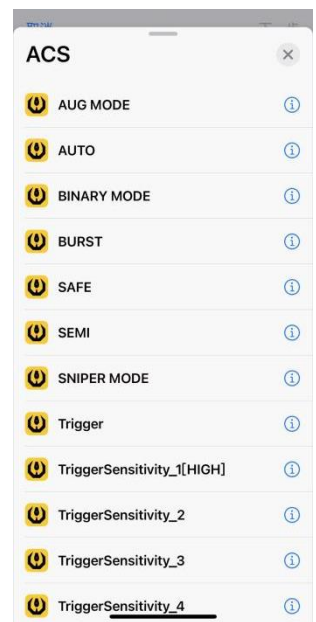 ACS
AUG MODE
AUTO
BINARY MODE
BURST
SAFE
SEMI
SNIPER MODE
Trigger
TriggerSensitivity_1[HIGH]
TriggerSensitivity_2
TriggerSensitivity_3
TriggerSensitivity_4